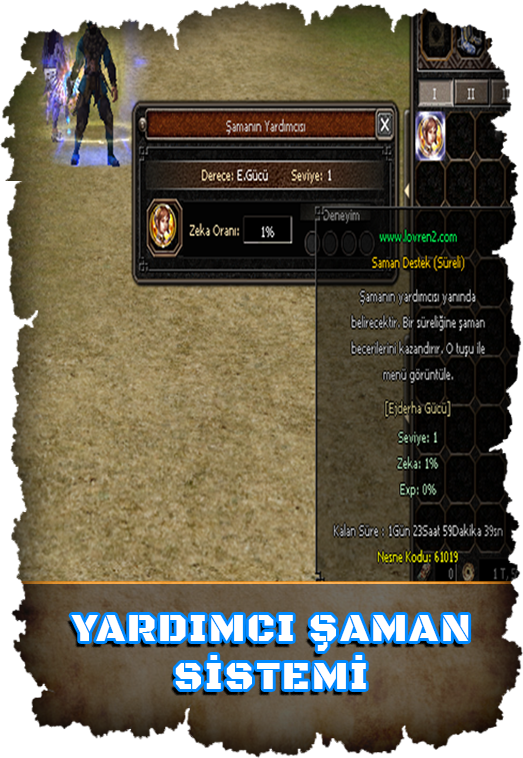 I II
Şamanın Yardımcısı
Derece: E.Gücü Seviye: 1
Zeka Oranı: 1%
Deneyim
www.lovren2.com
Saman Destek (Süreli)
Şamanın yardımcısı yanında
belirecektir. Bir süreliğine şaman
becerilerini kazandırır. O tuşu ile
menü görüntüle.
[Ejderha Gücü]
Seviye: 1
Zeka: 1%
Exp: 0%
Kalan Süre : 1Gün 23Saat 59Dakika 39sn
Nesne Kodu: 61019
YARDIMCI ŞAMAN
SİSTEMİ